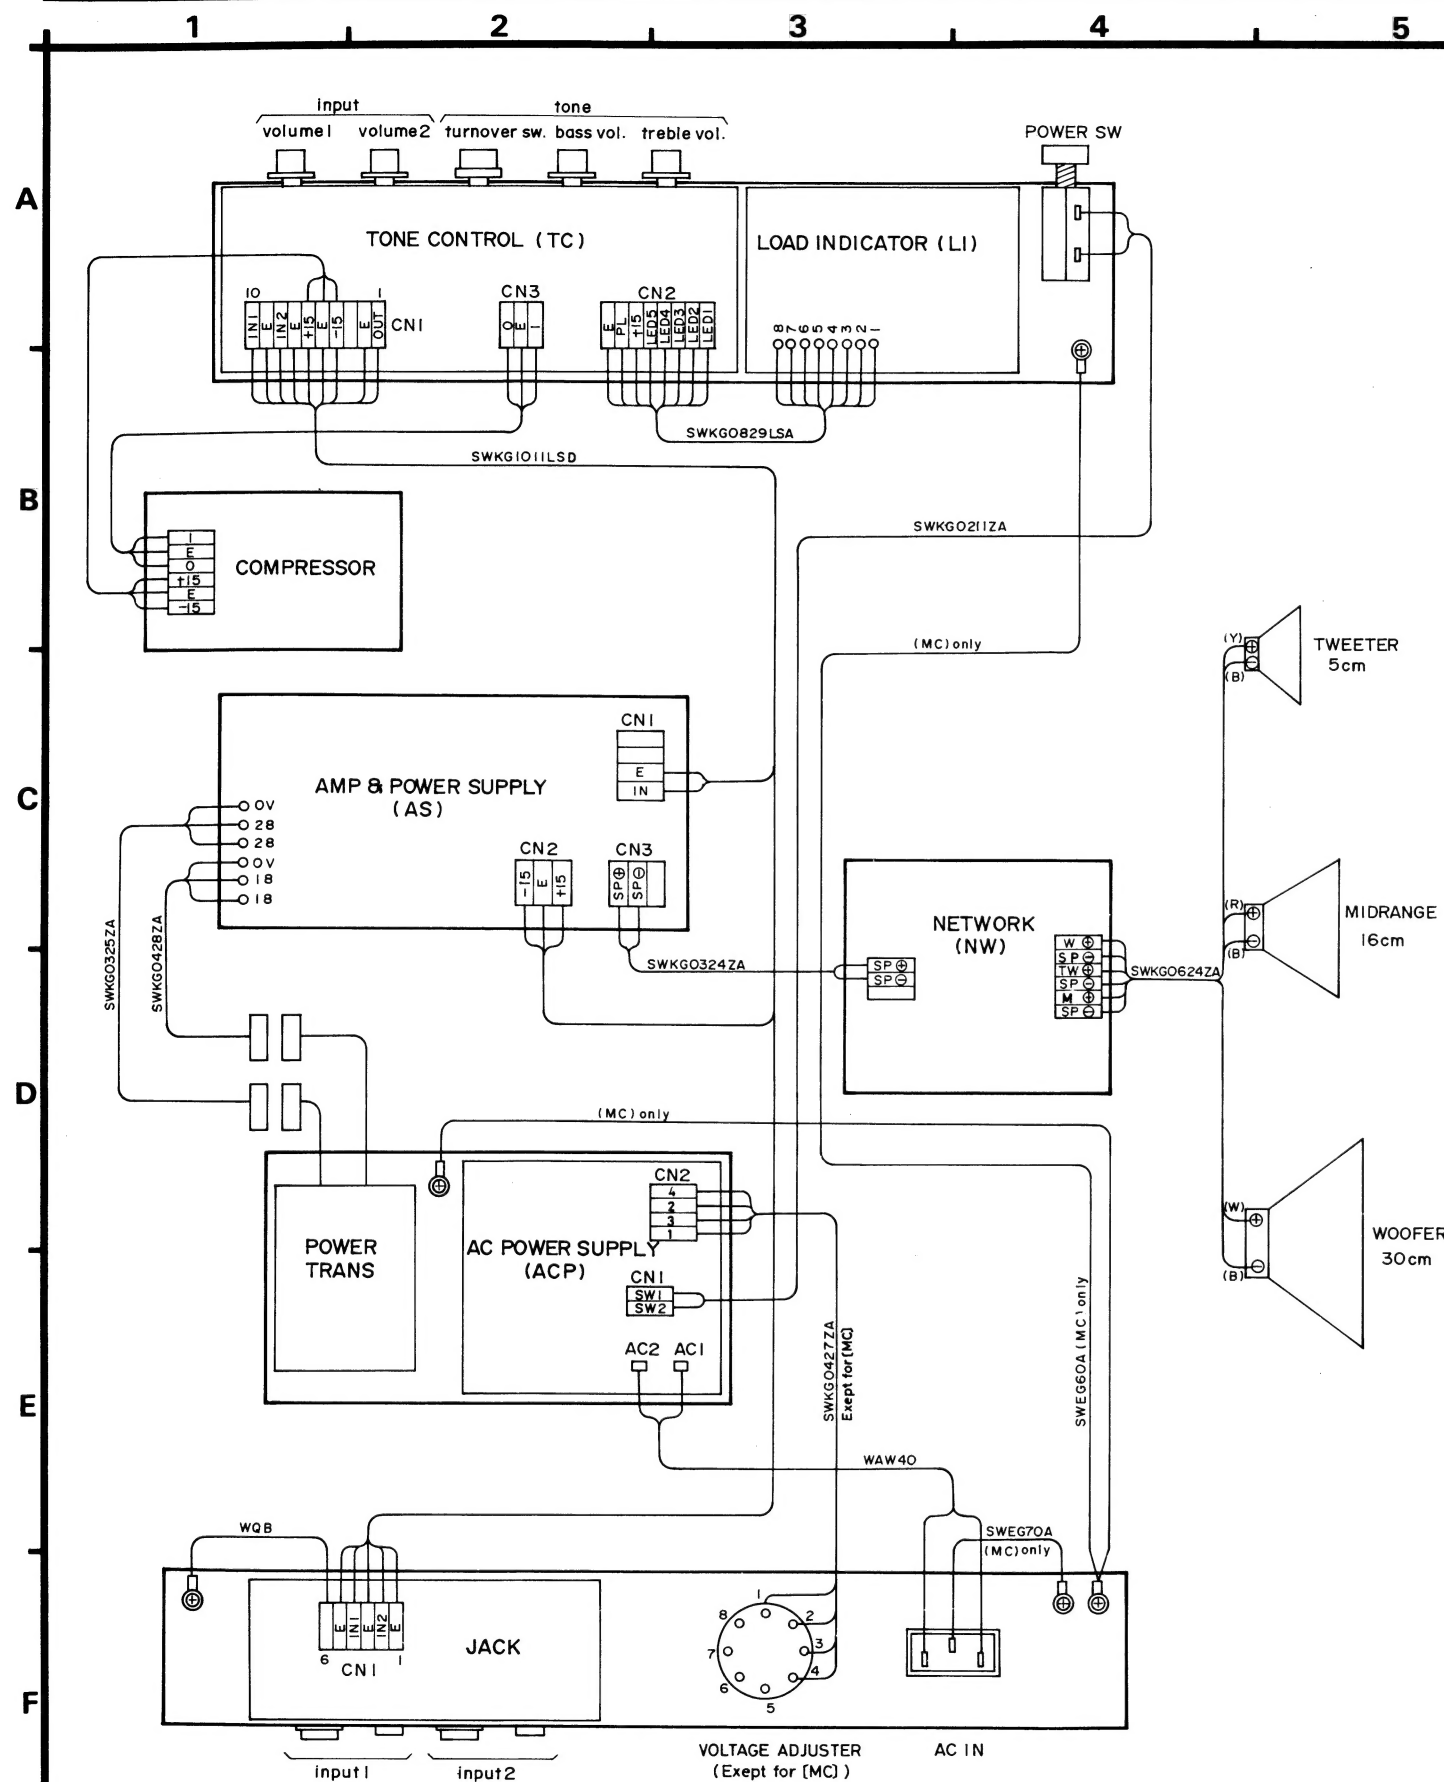 1 2 3 4 5
A
B
C
D
E
F
input
tone
volume1 volume2 turnover sw. bass vol. treble vol.
POWER SW
TONE CONTROL (TC)
LOAD INDICATOR (LI)
10 1
IN1 E IN2 E +15 E -15 E OUT
CN1
CN3
O E I
CN2
E PL +15 LED5 LED4 LED3 LED2 LED1
8 7 6 5 4 3 2 1
SWKG0829LSA
SWKG1011LSD
SWKG0211ZA
COMPRESSOR
I
E
O
+15
E
-15
(MC) only
(Y)
(B)
TWEETER
5cm
AMP & POWER SUPPLY
(AS)
CN1
E
IN
0V
28
28
0V
18
18
CN2
-15 E +15
CN3
SP⊕ SP⊖
SWKG0325ZA
SWKG0428ZA
SWKG0324ZA
NETWORK
(NW)
SP ⊕
SP ⊖
W ⊕
SP ⊖
TW ⊕
SP ⊖
M ⊕
SP ⊖
SWKG0624ZA
(R)
(B)
MIDRANGE
16cm
(W)
(B)
WOOFER
30cm
(MC) only
POWER
TRANS
AC POWER SUPPLY
(ACP)
CN2
4
2
3
1
CN1
SW1
SW2
AC2 AC1
SWKG0427ZA
Exept for [MC]
SWEG60A (MC) only
WAW40
SWEG70A
(MC) only
WQB
E IN1 E IN2 E
6 1
CN1
JACK
1
2
3
4
5
6
7
8
VOLTAGE ADJUSTER
(Exept for [MC])
AC IN
input1 input2